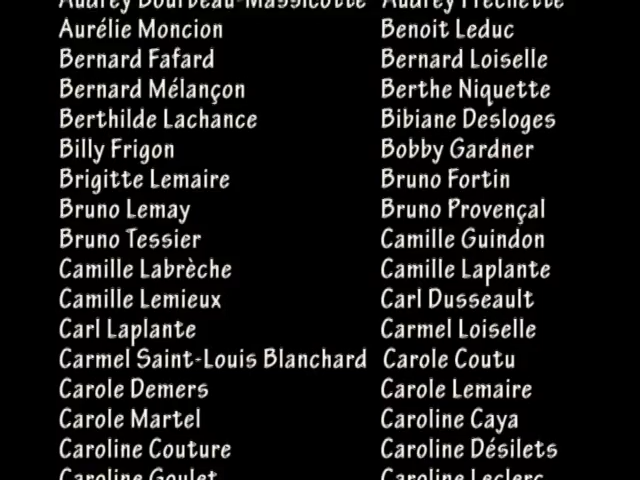 Audrey Bourbeau-Massicotte Audrey Fréchette
Aurélie Moncion Benoit Leduc
Bernard Fafard Bernard Loiselle
Bernard Mélançon Berthe Niquette
Berthilde Lachance Bibiane Desloges
Billy Frigon Bobby Gardner
Brigitte Lemaire Bruno Fortin
Bruno Lemay Bruno Provençal
Bruno Tessier Camille Guindon
Camille Labrèche Camille Laplante
Camille Lemieux Carl Dusseault
Carl Laplante Carmel Loiselle
Carmel Saint-Louis Blanchard Carole Coutu
Carole Demers Carole Lemaire
Carole Martel Caroline Caya
Caroline Couture Caroline Désilets
Caroline Goulet Caroline Leclerc